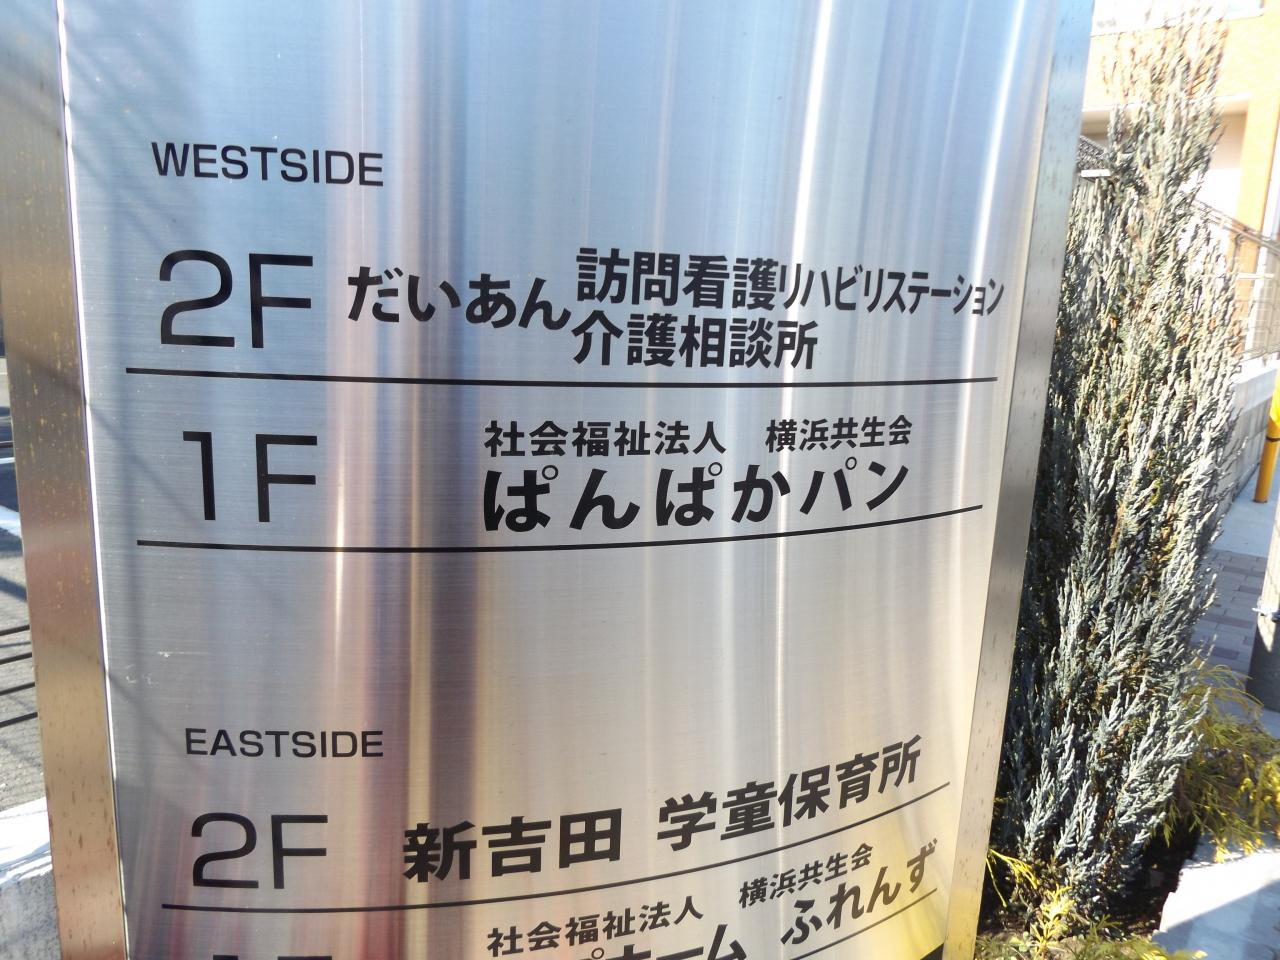 WESTSIDE
2F だいあん 訪問看護リハビリステーション
介護相談所
社会福祉法人 横浜共生会
1F ぱんぱかパン
EASTSIDE
2F 新吉田 学童保育所
社会福祉法人 横浜共生会
ふれんず